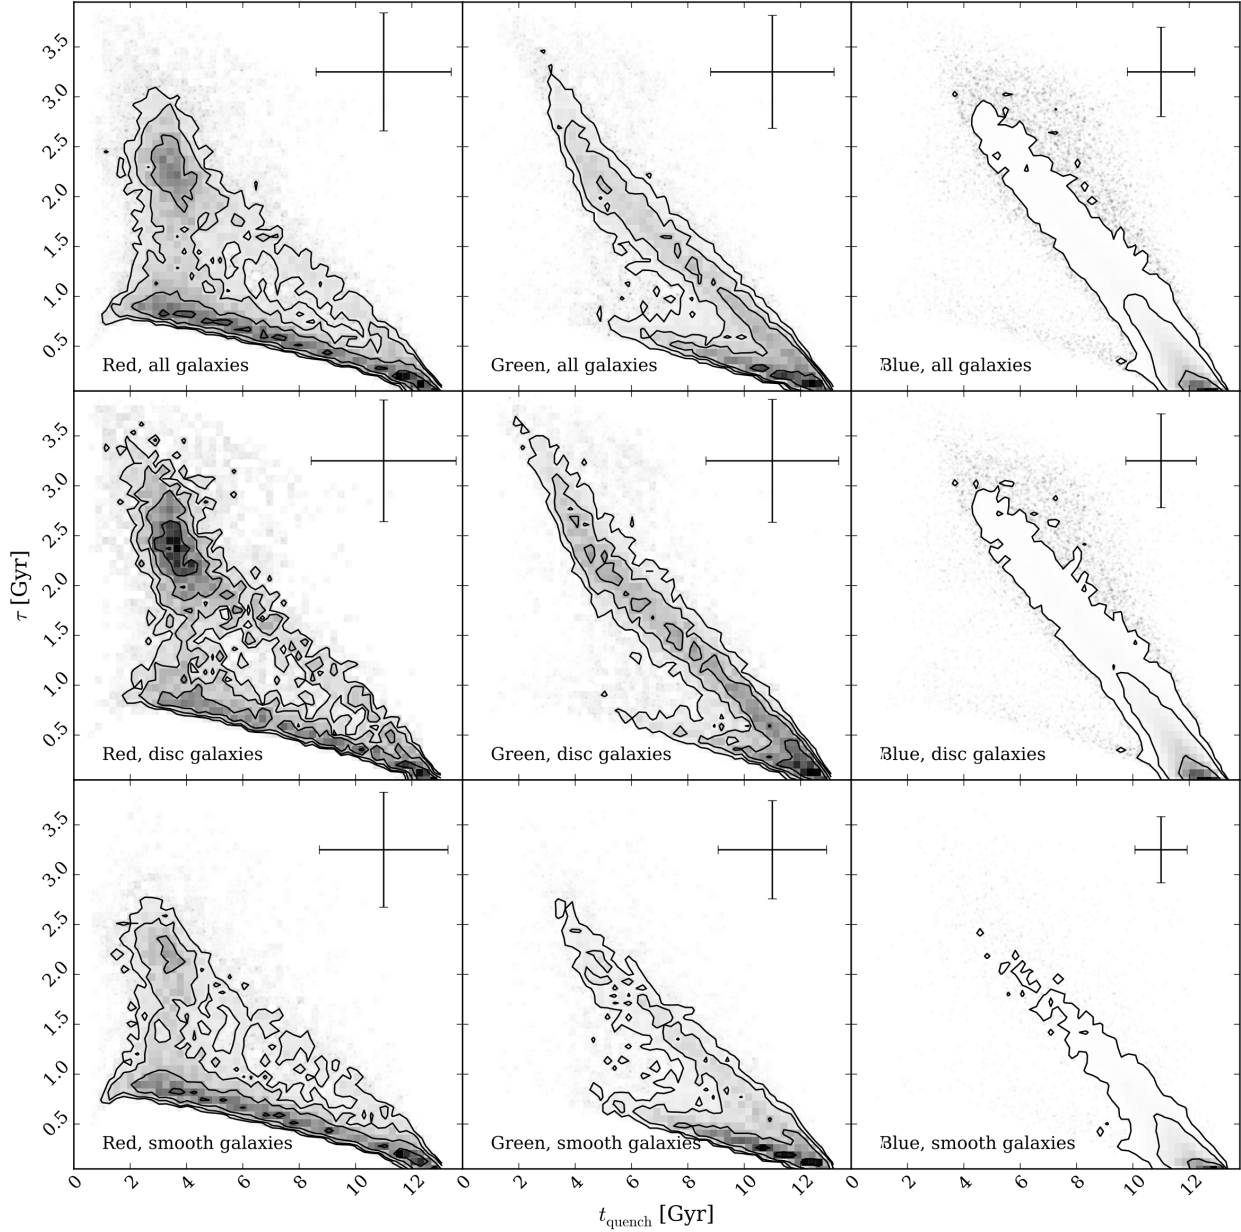 3.5
3.0
2.5
2.0
1.5
1.0
0.5
Red, all galaxies
Green, all galaxies
Blue, all galaxies
3.5
3.0
2.5
2.0
1.5
1.0
0.5
Red, disc galaxies
Green, disc galaxies
Blue, disc galaxies
τ [Gyr]
3.5
3.0
2.5
2.0
1.5
1.0
0.5
Red, smooth galaxies
Green, smooth galaxies
Blue, smooth galaxies
0 2 4 6 8 10 12 0 2 4 6 8 10 12 0 2 4 6 8 10 12
t_quench [Gyr]